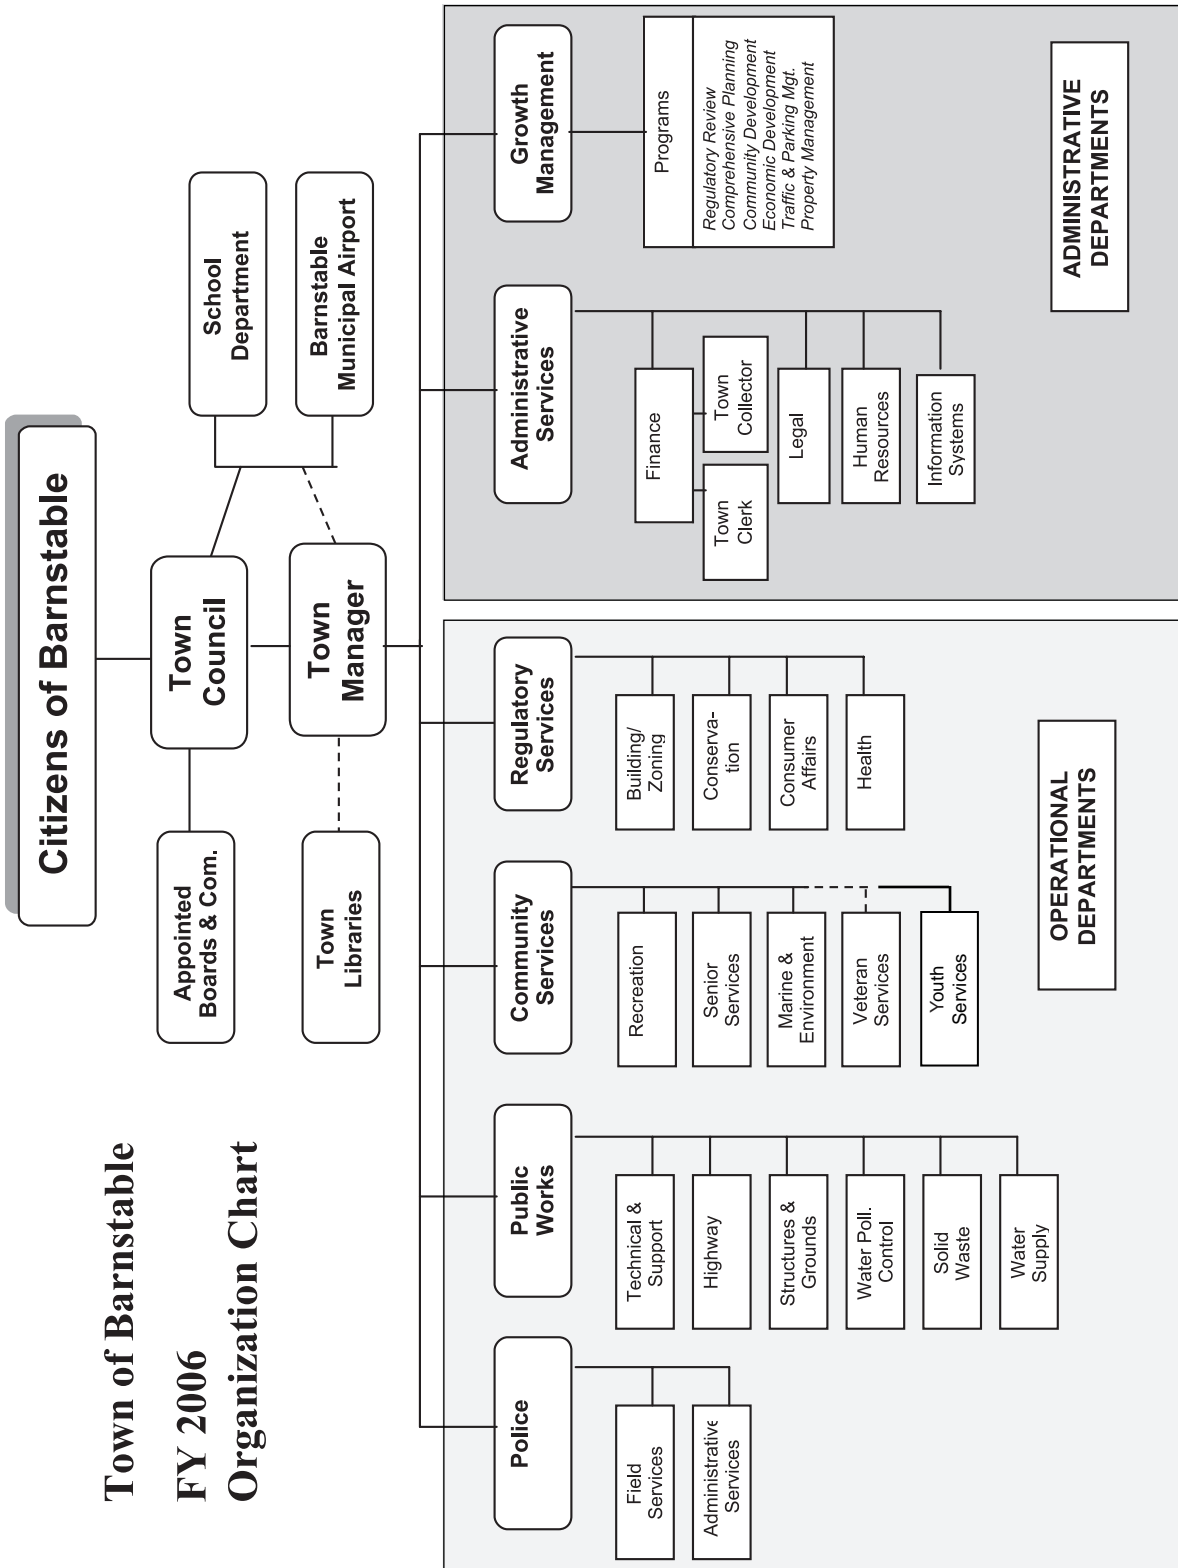 Town of Barnstable
FY 2006
Organization Chart
Citizens of Barnstable
Town
Council
Appointed
Boards & Com.
School
Department
Barnstable
Municipal Airport
Town
Manager
Town
Libraries
Police
Field
Services
Administrative
Services
Public
Works
Technical &
Support
Highway
Structures &
Grounds
Water Poll.
Control
Solid
Waste
Water
Supply
Community
Services
Recreation
Senior
Services
Marine &
Environment
Veteran
Services
Youth
Services
Regulatory
Services
Building/
Zoning
Conserva-
tion
Consumer
Affairs
Health
OPERATIONAL
DEPARTMENTS
Administrative
Services
Finance
Town
Clerk
Town
Collector
Legal
Human
Resources
Information
Systems
Growth
Management
Programs
Regulatory Review
Comprehensive Planning
Community Development
Economic Development
Traffic & Parking Mgt.
Property Management
ADMINISTRATIVE
DEPARTMENTS